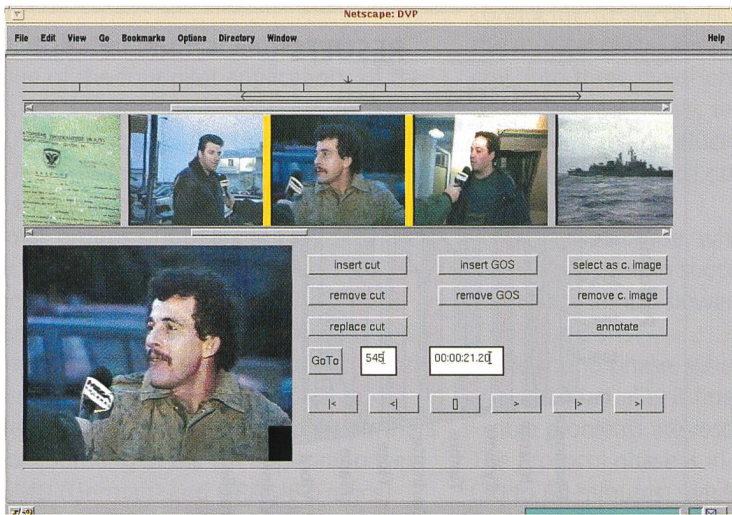 Netscape: DVP
File Edit View Go Bookmarks Options Directory Window Help
insert cut insert GOS select as c. image
remove cut remove GOS remove c. image
replace cut annotate
GoTo 545 00:00:21.20
|< <| [] > |> >|